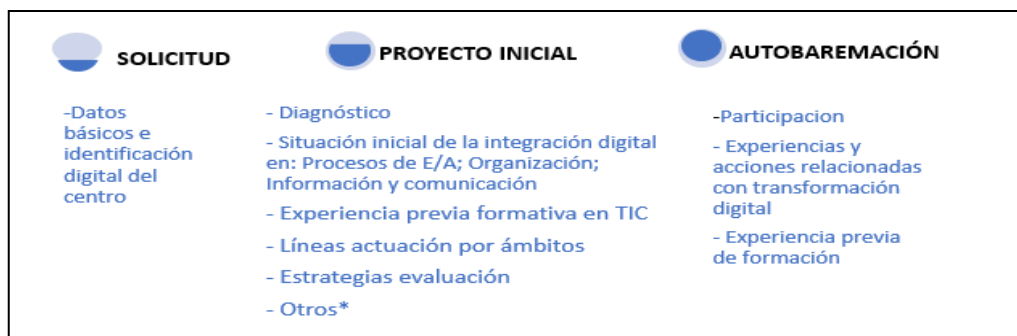 SOLICITUD
-Datos
básicos e
identificación
digital del
centro
PROYECTO INICIAL
- Diagnóstico
- Situación inicial de la integración digital
en: Procesos de E/A; Organización;
Información y comunicación
- Experiencia previa formativa en TIC
- Líneas actuación por ámbitos
- Estrategias evaluación
- Otros*
AUTOBAREMACIÓN
-Participacion
- Experiencias y
acciones relacionadas
con transformación
digital
- Experiencia previa
de formación